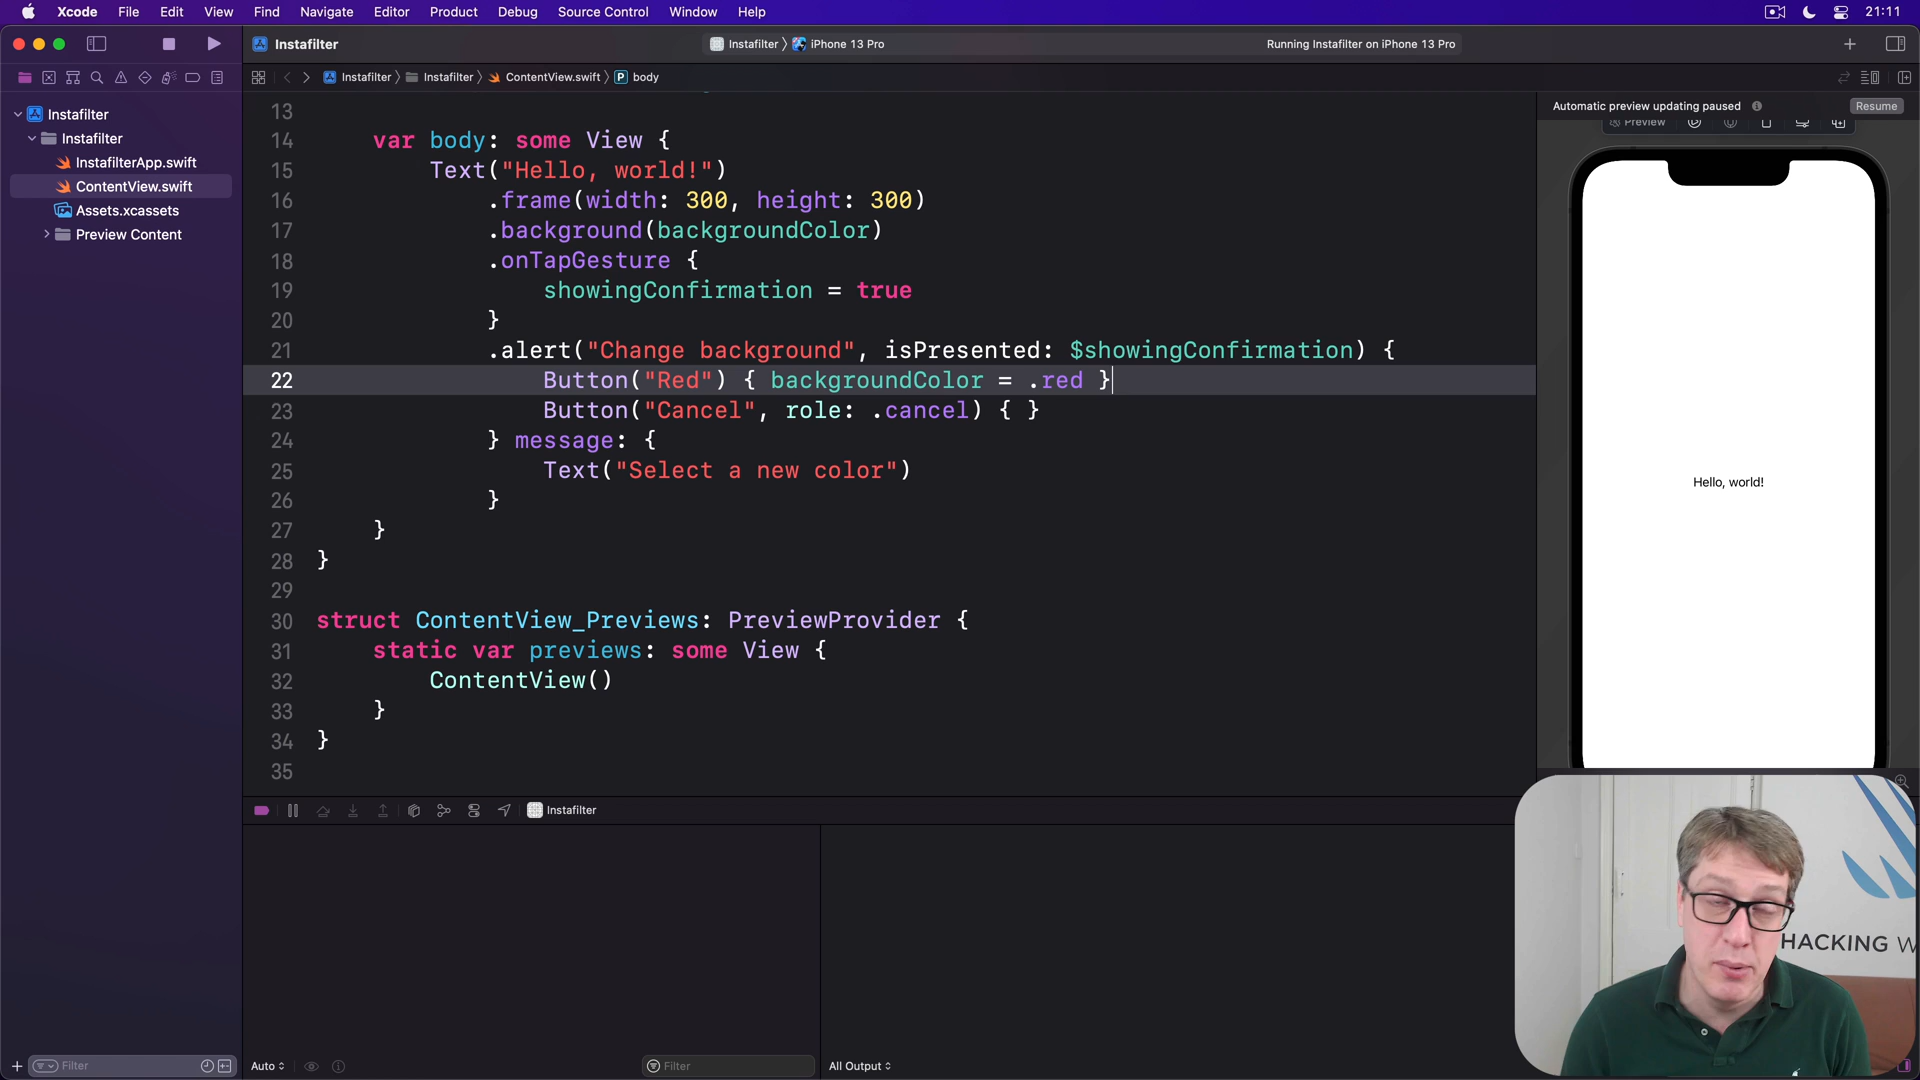 Xcode File Edit View Find Navigate Editor Product Debug Source Control Window Help 21:11
Instafilter Instafilter iPhone 13 Pro Running Instafilter on iPhone 13 Pro
Instafilter Instafilter ContentView.swift P body
Instafilter
Instafilter
InstafilterApp.swift
ContentView.swift
Assets.xcassets
Preview Content
13
14 var body: some View {
15 Text("Hello, world!")
16 .frame(width: 300, height: 300)
17 .background(backgroundColor)
18 .onTapGesture {
19 showingConfirmation = true
20 }
21 .alert("Change background", isPresented: $showingConfirmation) {
22 Button("Red") { backgroundColor = .red }
23 Button("Cancel", role: .cancel) { }
24 } message: {
25 Text("Select a new color")
26 }
27 }
28 }
29
30 struct ContentView_Previews: PreviewProvider {
31 static var previews: some View {
32 ContentView()
33 }
34 }
35
Automatic preview updating paused Resume
Preview
Hello, world!
Instafilter
HACKING W
Filter
Auto
Filter
All Output